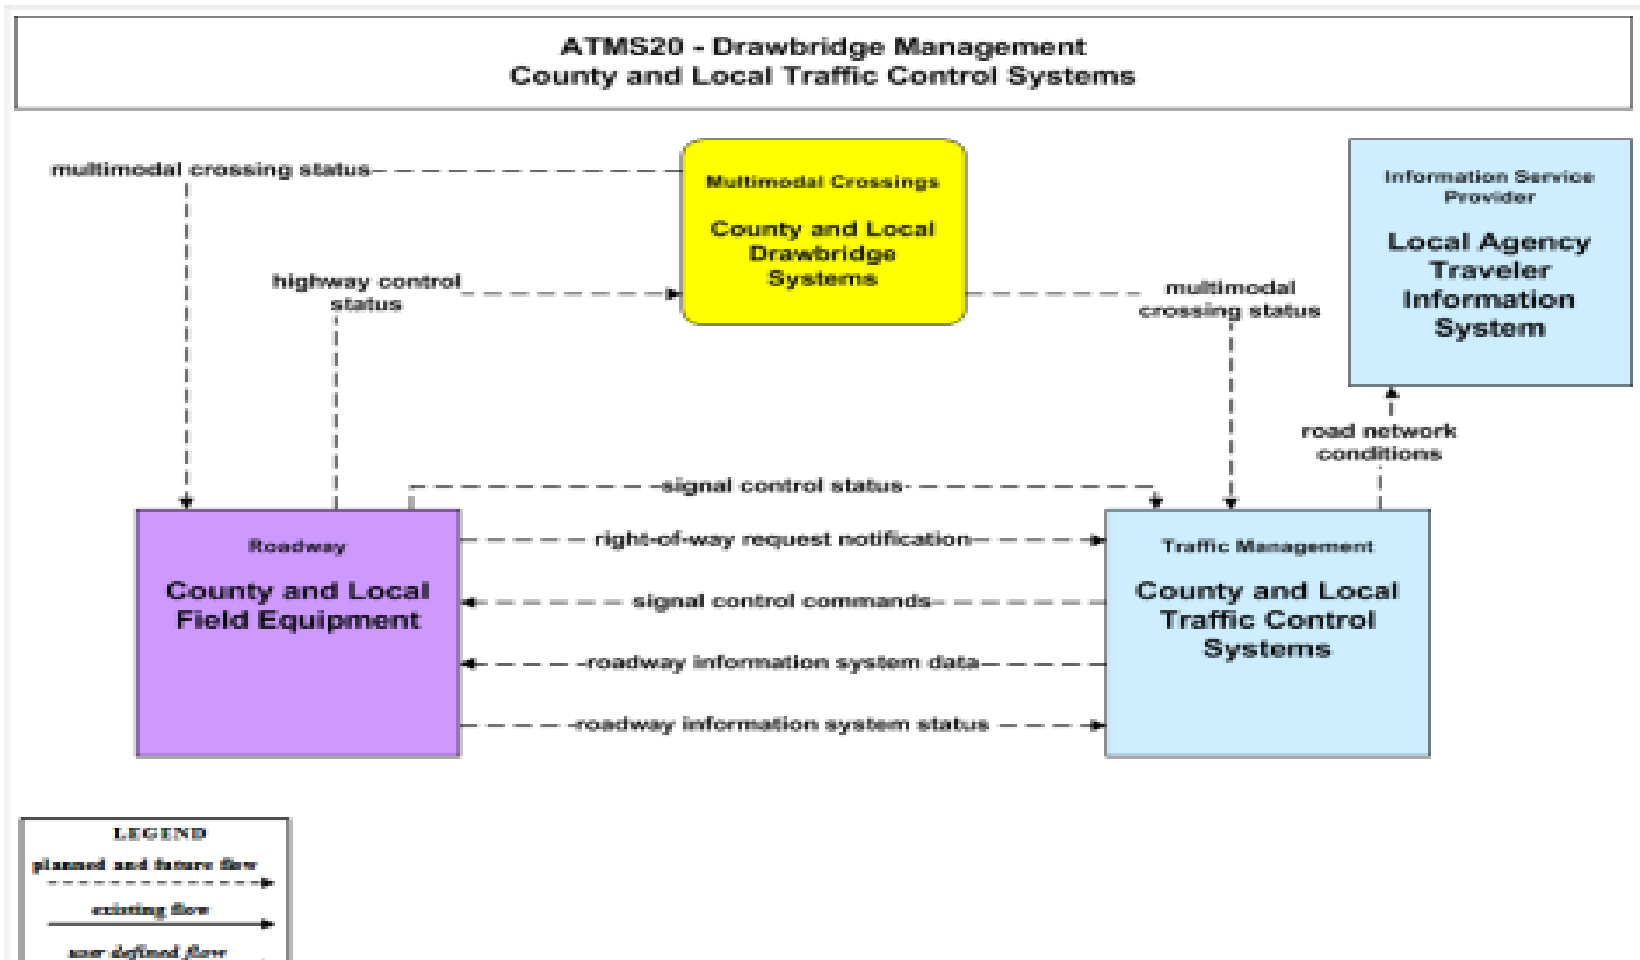 ATMS20 - Drawbridge Management
County and Local Traffic Control Systems
multimodal crossing status
Multimodal Crossings
County and Local
Drawbridge
Systems
Information Service
Provider
Local Agency
Traveler
Information
System
highway control
status
multimodal
crossing status
road network
conditions
signal control status
Roadway
County and Local
Field Equipment
right-of-way request notification
signal control commands
roadway information system data
roadway information system status
Traffic Management
County and Local
Traffic Control
Systems
LEGEND
planned and future flow
existing flow
user defined flow